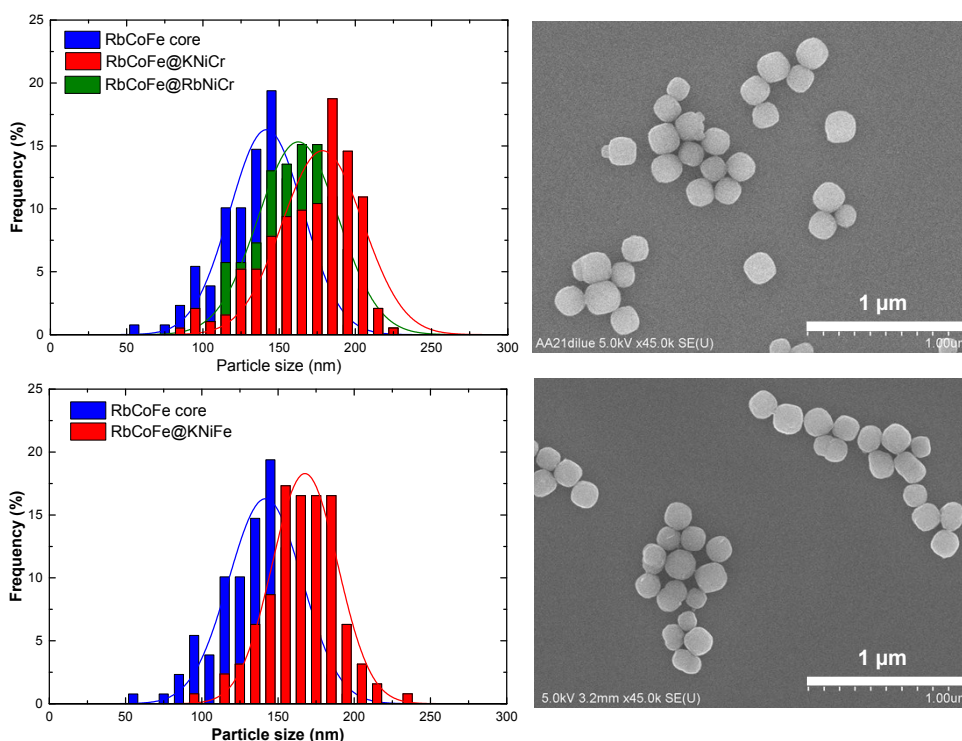 25
20
15
10
5
0
Frequency (%)
RbCoFe core
RbCoFe@KNiCr
RbCoFe@RbNiCr
0 50 100 150 200 250 300
Particle size (nm)
1 µm
AA21dilue 5.0kV x45.0k SE(U)
1.00um
25
20
15
10
5
0
Frequency (%)
RbCoFe core
RbCoFe@KNiFe
0 50 100 150 200 250 300
Particle size (nm)
1 µm
5.0kV 3.2mm x45.0k SE(U)